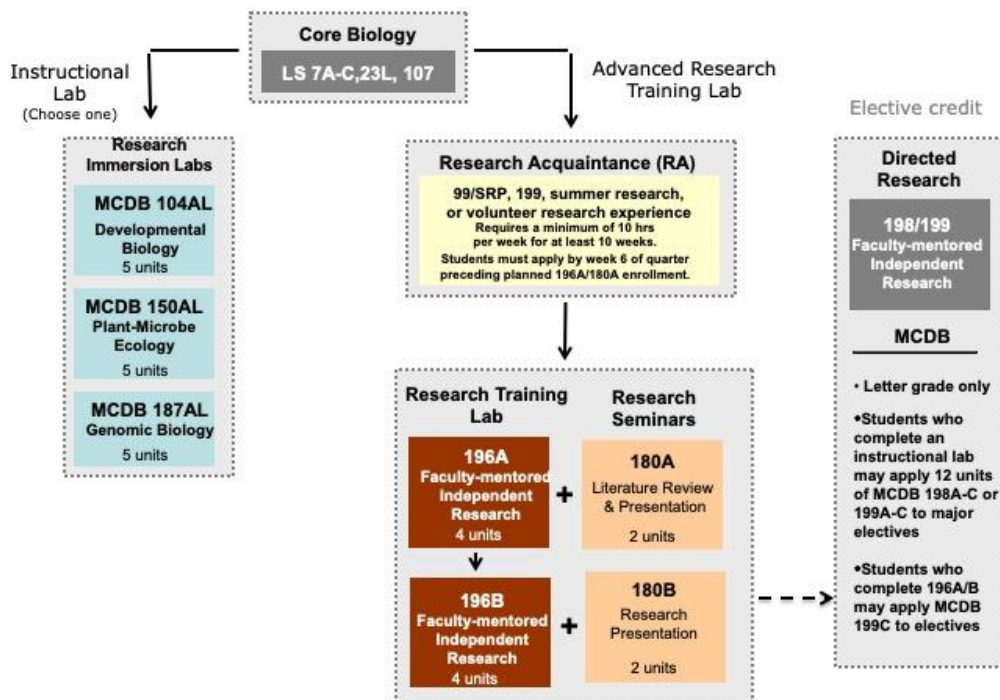 Core Biology
LS 7A-C,23L, 107
Instructional
Lab
(Choose one)
Advanced Research
Training Lab
Research
Immersion Labs
MCDB 104AL
Developmental
Biology
5 units
MCDB 150AL
Plant-Microbe
Ecology
5 units
MCDB 187AL
Genomic Biology
5 units
Research Acquaintance (RA)
99/SRP, 199, summer research,
or volunteer research experience
Requires a minimum of 10 hrs
per week for at least 10 weeks.
Students must apply by week 6 of quarter
preceding planned 196A/180A enrollment.
Research Training
Lab
196A
Faculty-mentored
Independent
Research
4 units
+
Research
Seminars
180A
Literature Review
& Presentation
2 units
196B
Faculty-mentored
Independent
Research
4 units
+
180B
Research
Presentation
2 units
Elective credit
Directed
Research
198/199
Faculty-mentored
Independent
Research
MCDB
• Letter grade only
•Students who
complete an
instructional lab
may apply 12 units
of MCDB 198A-C or
199A-C to major
electives
•Students who
complete 196A/B
may apply MCDB
199C to electives